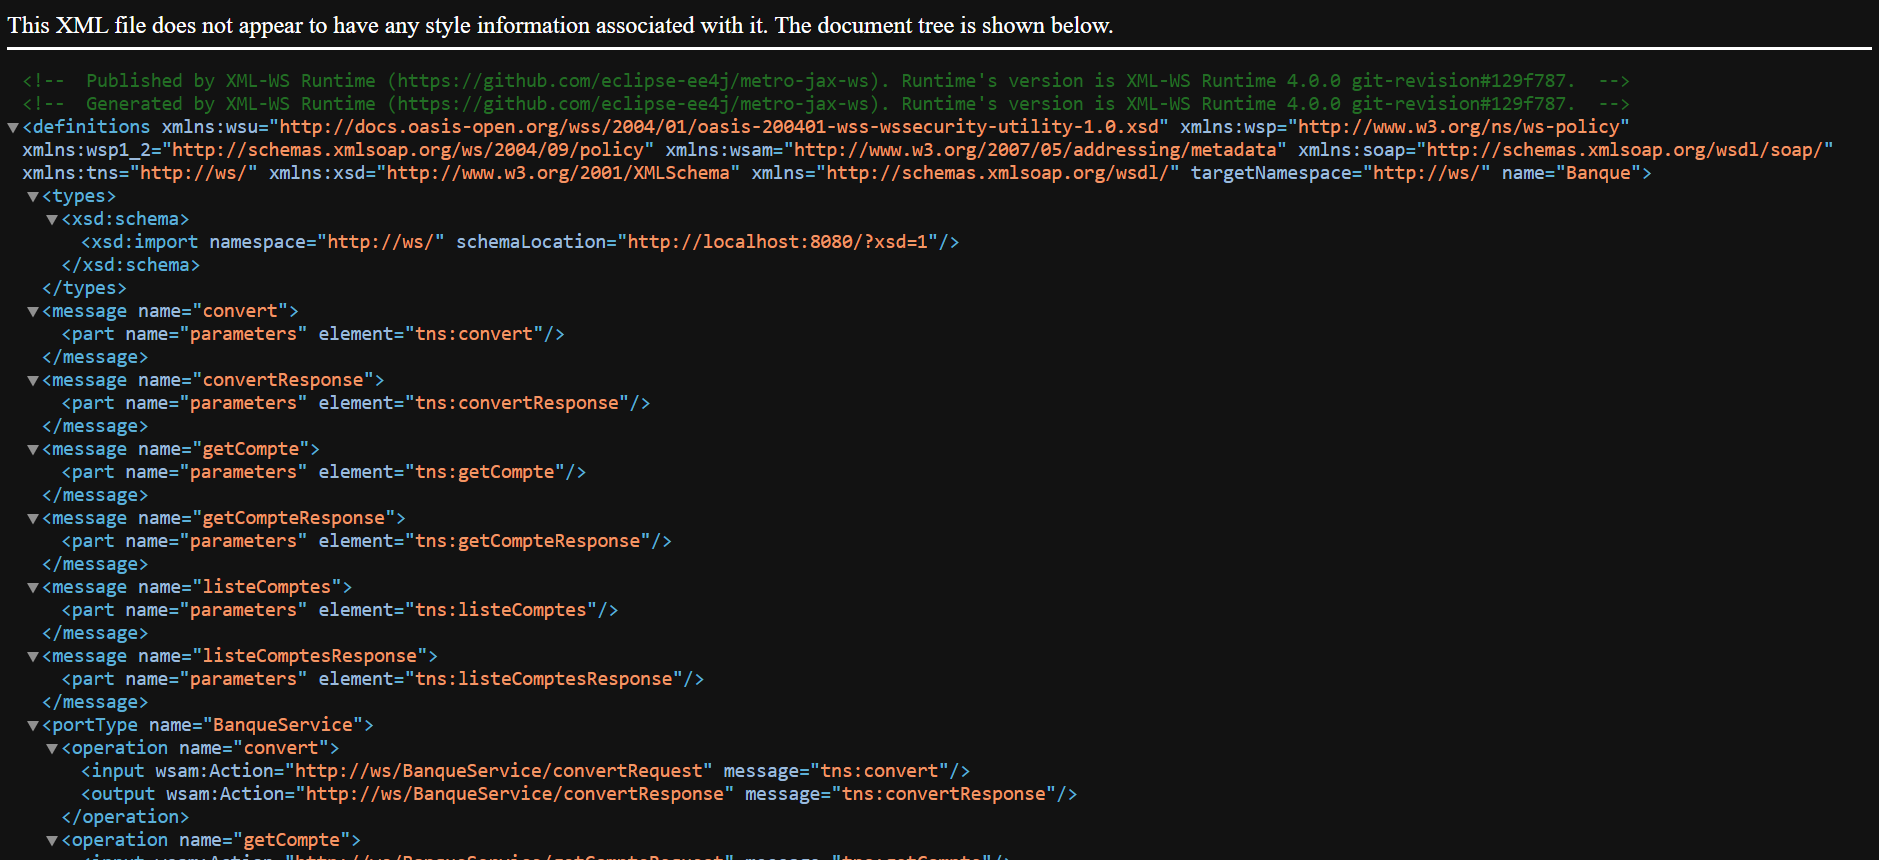 This XML file does not appear to have any style information associated with it. The document tree is shown below.
<!--  Published by XML-WS Runtime (https://github.com/eclipse-ee4j/metro-jax-ws). Runtime's version is XML-WS Runtime 4.0.0 git-revision#129f787.  -->
<!--  Generated by XML-WS Runtime (https://github.com/eclipse-ee4j/metro-jax-ws). Runtime's version is XML-WS Runtime 4.0.0 git-revision#129f787.  -->
▼<definitions xmlns:wsu="http://docs.oasis-open.org/wss/2004/01/oasis-200401-wss-wssecurity-utility-1.0.xsd" xmlns:wsp="http://www.w3.org/ns/ws-policy"
xmlns:wsp1_2="http://schemas.xmlsoap.org/ws/2004/09/policy" xmlns:wsam="http://www.w3.org/2007/05/addressing/metadata" xmlns:soap="http://schemas.xmlsoap.org/wsdl/soap/"
xmlns:tns="http://ws/" xmlns:xsd="http://www.w3.org/2001/XMLSchema" xmlns="http://schemas.xmlsoap.org/wsdl/" targetNamespace="http://ws/" name="Banque">
▼<types>
▼<xsd:schema>
<xsd:import namespace="http://ws/" schemaLocation="http://localhost:8080/?xsd=1"/>
</xsd:schema>
</types>
▼<message name="convert">
<part name="parameters" element="tns:convert"/>
</message>
▼<message name="convertResponse">
<part name="parameters" element="tns:convertResponse"/>
</message>
▼<message name="getCompte">
<part name="parameters" element="tns:getCompte"/>
</message>
▼<message name="getCompteResponse">
<part name="parameters" element="tns:getCompteResponse"/>
</message>
▼<message name="listeComptes">
<part name="parameters" element="tns:listeComptes"/>
</message>
▼<message name="listeComptesResponse">
<part name="parameters" element="tns:listeComptesResponse"/>
</message>
▼<portType name="BanqueService">
▼<operation name="convert">
<input wsam:Action="http://ws/BanqueService/convertRequest" message="tns:convert"/>
<output wsam:Action="http://ws/BanqueService/convertResponse" message="tns:convertResponse"/>
</operation>
▼<operation name="getCompte">